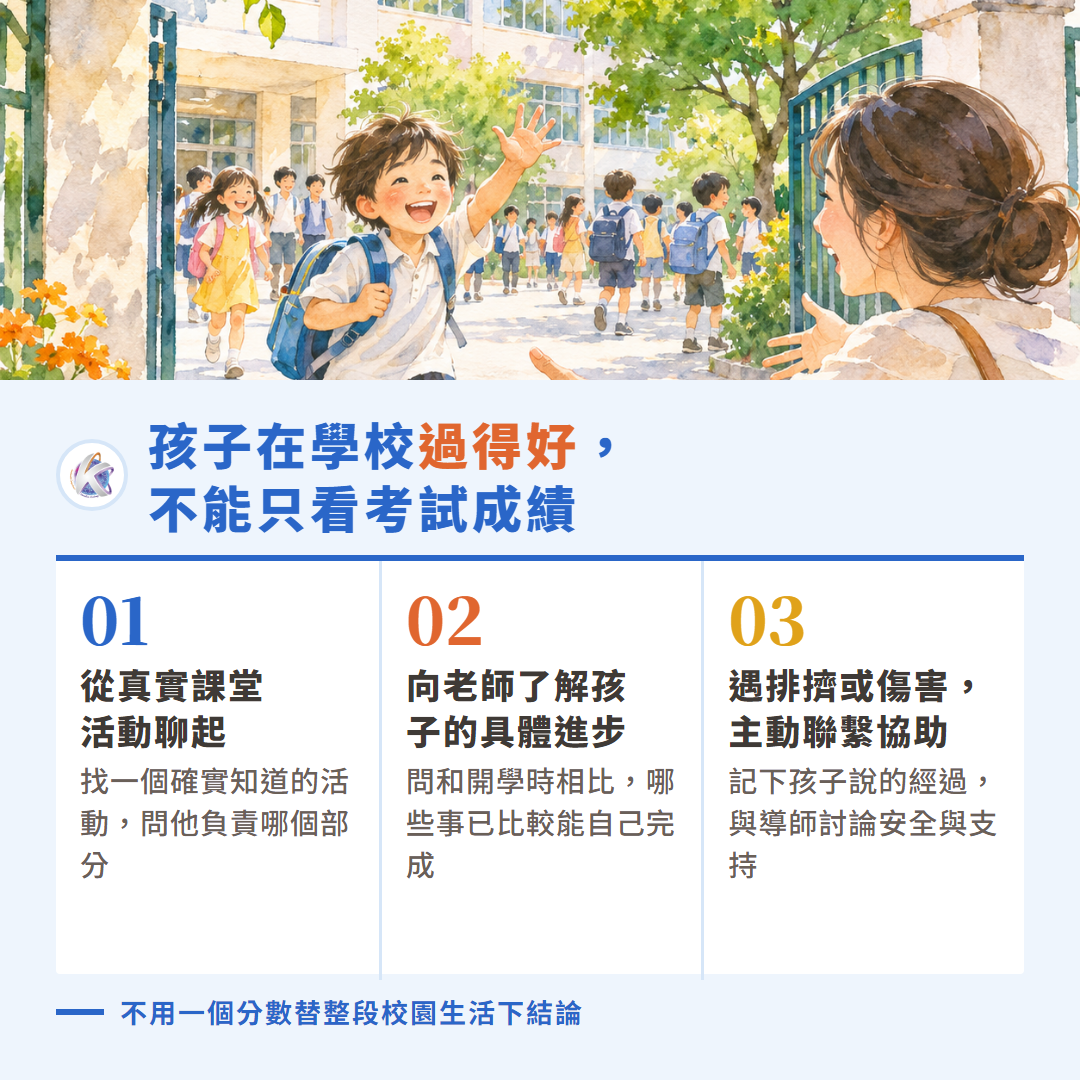 孩子在學校過得好，
不能只看考試成績
01
從真實課堂
活動聊起
找一個確實知道的活
動，問他負責哪個部
分
02
向老師了解孩
子的具體進步
問和開學時相比，哪
些事已比較能自己完
成
03
遇排擠或傷害，
主動聯繫協助
記下孩子說的經過，
與導師討論安全與支
持
不用一個分數替整段校園生活下結論